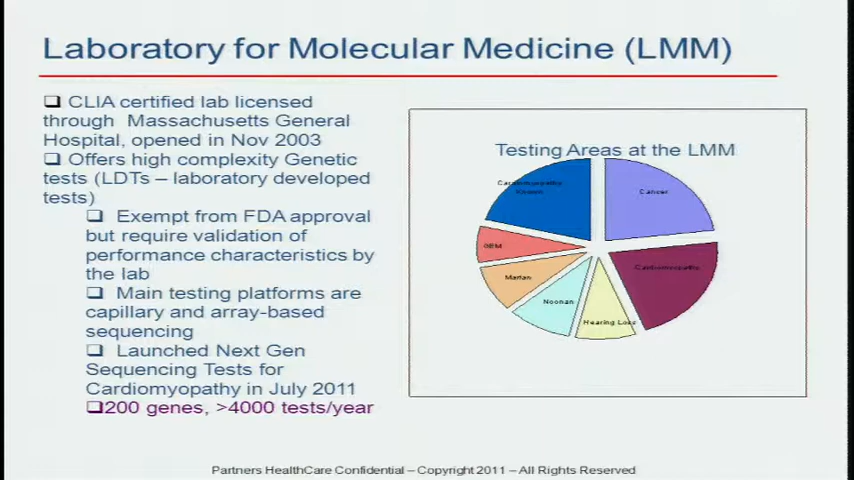 Laboratory for Molecular Medicine (LMM)
❑ CLIA certified lab licensed
through Massachusetts General
Hospital, opened in Nov 2003
❑ Offers high complexity Genetic
tests (LDTs – laboratory developed
tests)
❑ Exempt from FDA approval
but require validation of
performance characteristics by
the lab
❑ Main testing platforms are
capillary and array-based
sequencing
❑ Launched Next Gen
Sequencing Tests for
Cardiomyopathy in July 2011
❑200 genes, >4000 tests/year
Testing Areas at the LMM
Cardiomyopathy
Cancer
Cardiomyopathy
Marfan
Noonan
Hearing Loss
Partners HealthCare Confidential – Copyright 2011 – All Rights Reserved